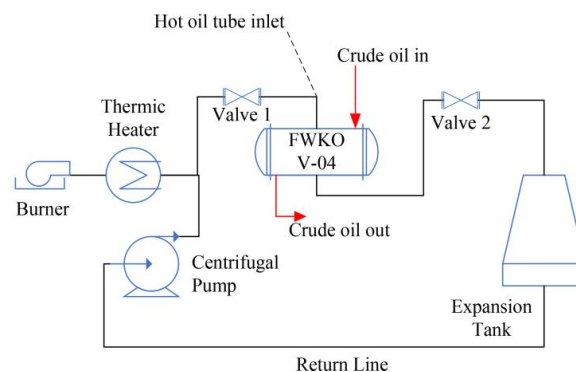 Hot oil tube inlet
Crude oil in
Thermic
Heater
Valve 1
Valve 2
FWKO
V-04
Burner
Crude oil out
Centrifugal
Pump
Expansion
Tank
Return Line